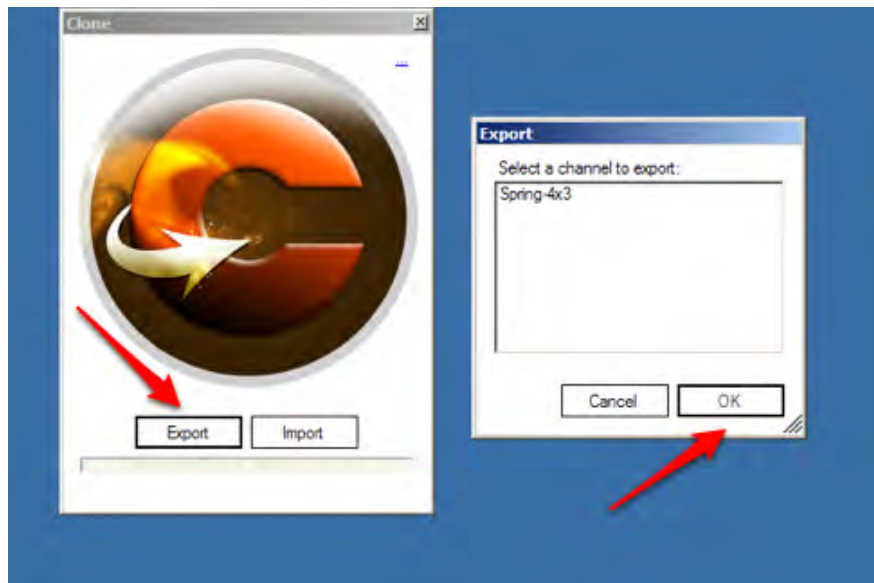 Clone
...
Export Import
Export
Select a channel to export:
Spring-4x3
Cancel OK